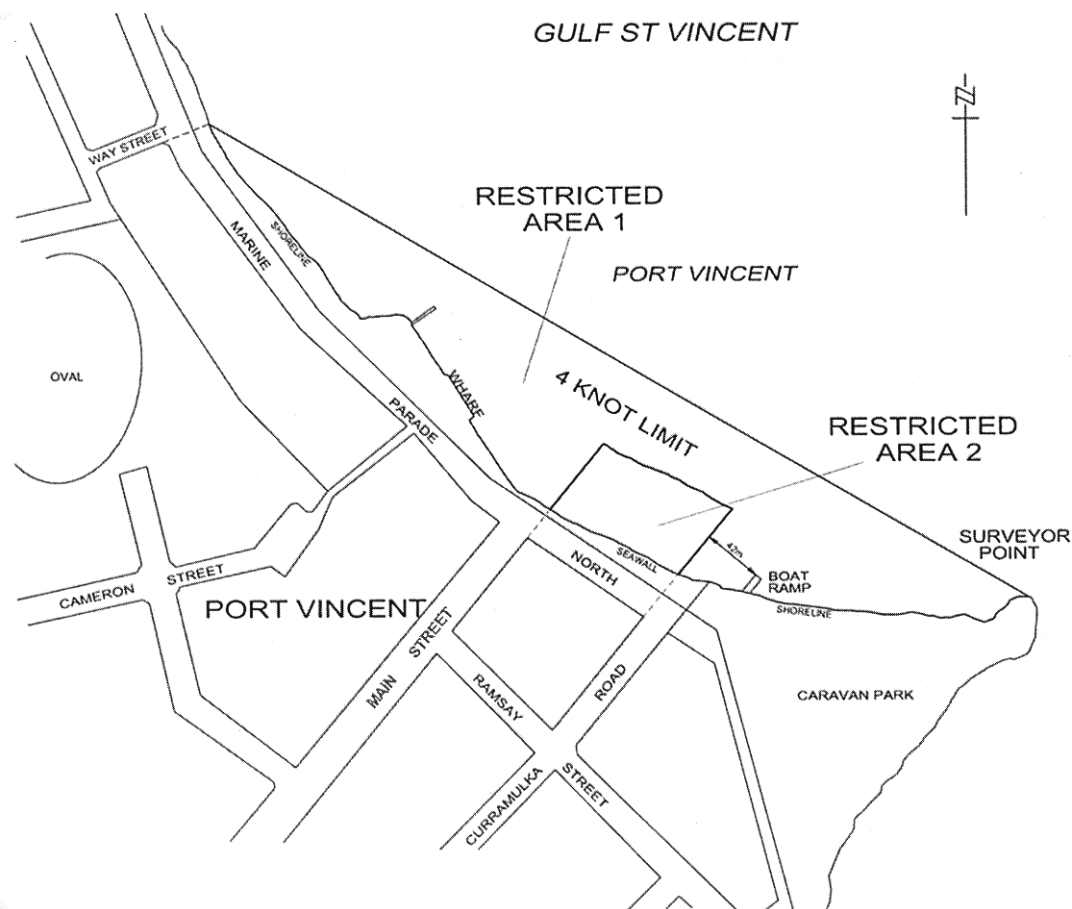 GULF ST VINCENT
N
WAY STREET
RESTRICTED
AREA 1
MARINE
SHORELINE
PORT VINCENT
OVAL
WHARF
4 KNOT LIMIT
PARADE
RESTRICTED
AREA 2
SURVEYOR
POINT
SEAWALL
42m
BOAT
RAMP
NORTH
SHORELINE
CAMERON STREET
PORT VINCENT
MAIN STREET
RAMSAY STREET
CURRAMULKA ROAD
CARAVAN PARK